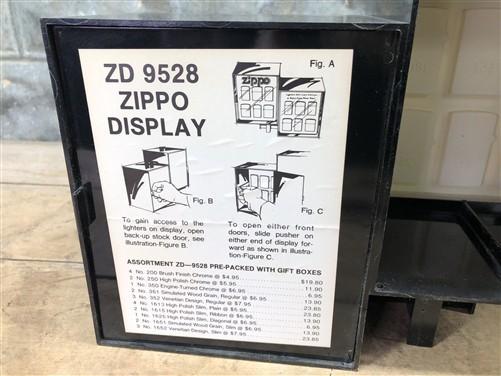 ZD 9528
ZIPPO
DISPLAY
Fig. A
zippo
Fig. B
Fig. C
To gain access to the
lighters on display, open
back-up stock door, see
illustration-Figure B.
To open either front
doors, slide pusher on
either end of display for-
ward as shown in illustra-
tion-Figure C.
ASSORTMENT ZD—9528 PRE-PACKED WITH GIFT BOXES
4 No. 200 Brush Finish Chrome @ $4.95 $19.80
2 No. 250 High Polish Chrome @ $5.95 11.90
1 No. 350 Engine-Turned Chrome @ $6.95 6.95
2 No. 351 Simulated Wood Grain, Regular @ $6.95 13.90
3 No. 352 Venetian Design, Regular @ $7.95 23.85
4 No. 1613 High Polish Slim, Plain @ $5.95 23.80
2 No. 1615 High Polish Slim, Ribbon @ $6.95 13.90
1 No. 1625 High Polish Slim, Diagonal @ $6.95 6.95
2 No. 1651 Simulated Wood Grain, Slim @ $6.95 13.90
3 No. 1652 Venetian Design, Slim @ $7.95 23.85